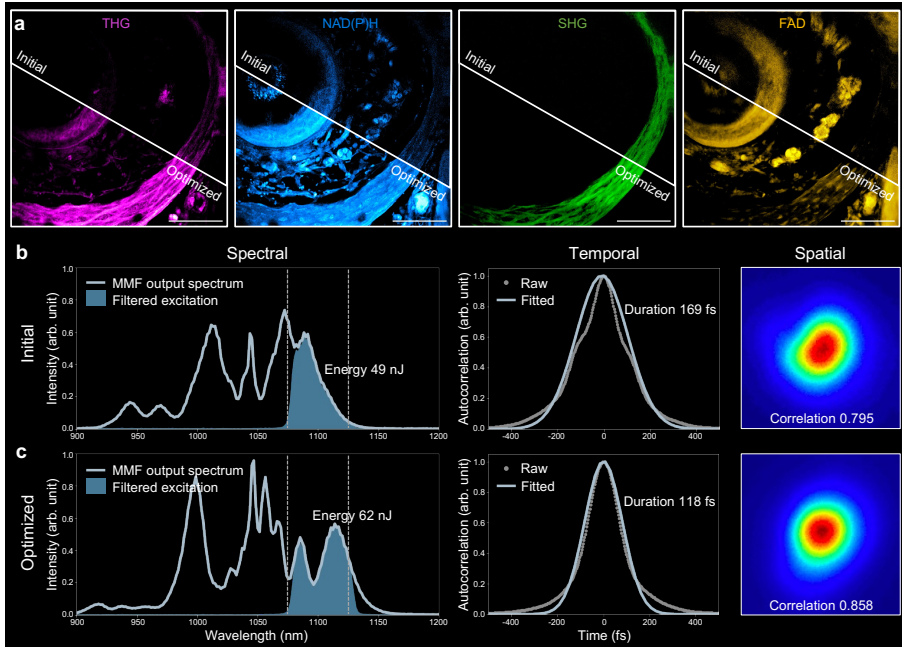 a
THG
NAD(P)H
SHG
FAD
Initial
Optimized
Initial
Optimized
Initial
Optimized
Initial
Optimized
b
Spectral
Temporal
Spatial
Initial
Intensity (arb. unit)
1.0
0.8
0.6
0.4
0.2
0.0
MMF output spectrum
Filtered excitation
Energy 49 nJ
900
950
1000
1050
1100
1150
1200
Autocorrelation (arb. unit)
1.0
0.8
0.6
0.4
0.2
0.0
Raw
Fitted
Duration 169 fs
-400
-200
0
200
400
Correlation 0.795
c
Optimized
Intensity (arb. unit)
1.0
0.8
0.6
0.4
0.2
0.0
MMF output spectrum
Filtered excitation
Energy 62 nJ
900
950
1000
1050
1100
1150
1200
Wavelength (nm)
Autocorrelation (arb. unit)
1.0
0.8
0.6
0.4
0.2
0.0
Raw
Fitted
Duration 118 fs
-400
-200
0
200
400
Time (fs)
Correlation 0.858